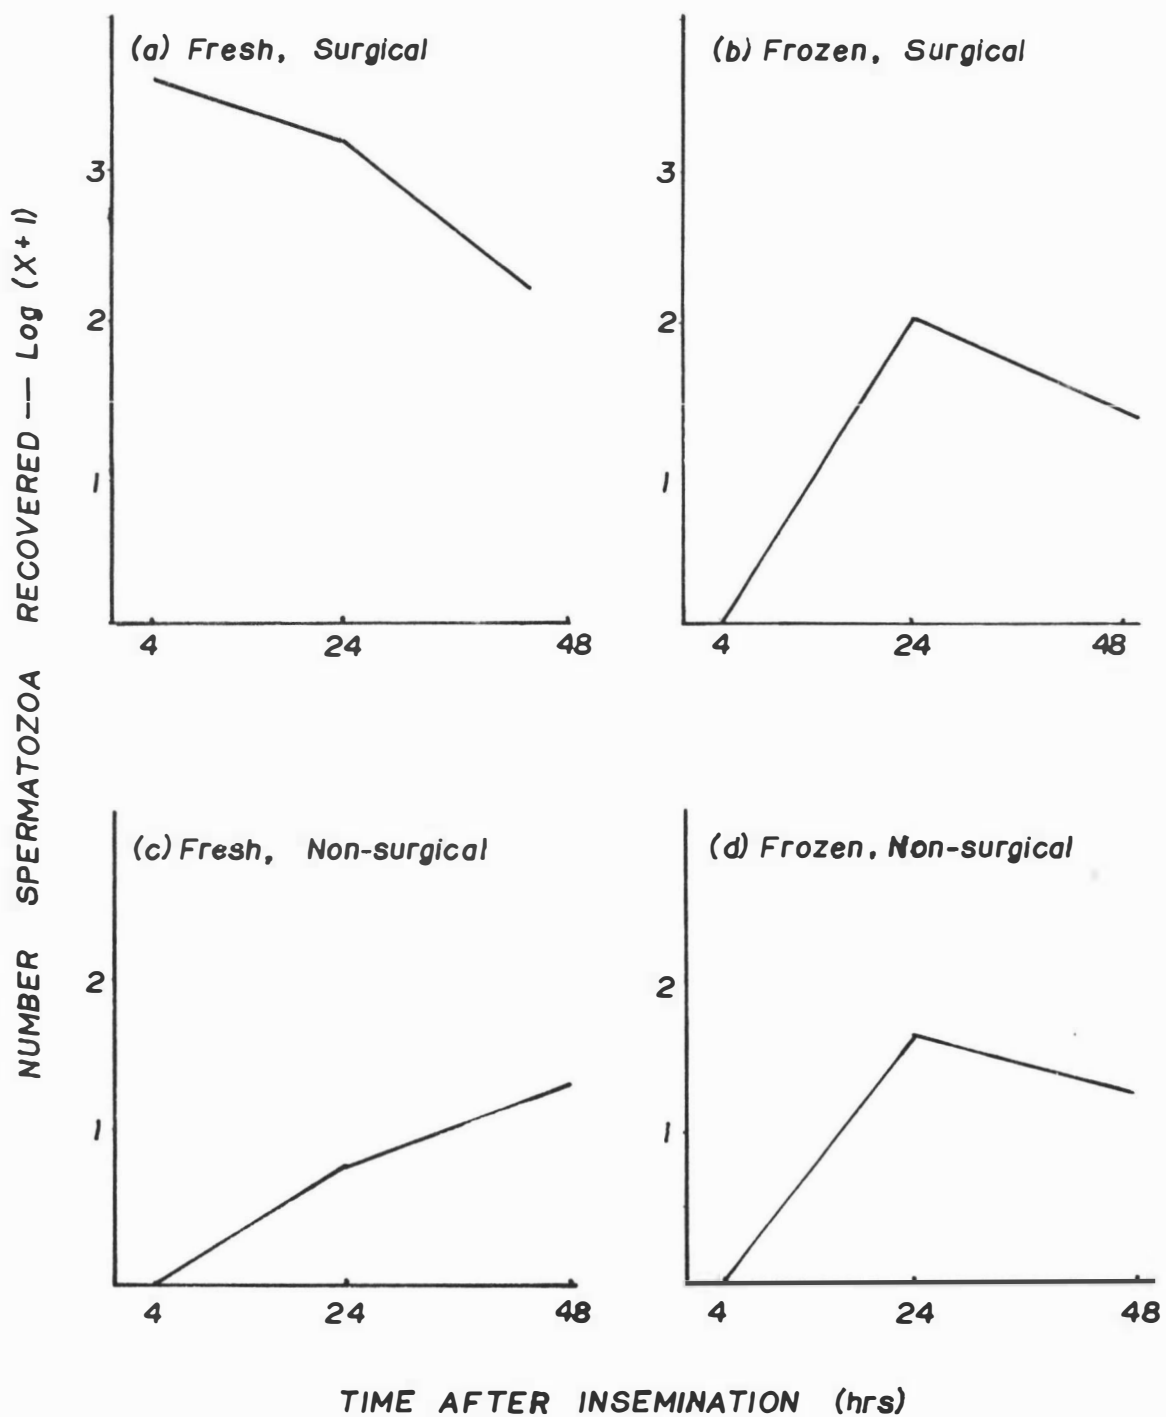 (a) Fresh, Surgical
3
2
1
4 24 48
(b) Frozen, Surgical
3
2
1
4 24 48
NUMBER SPERMATOZOA RECOVERED — Log (X + 1)
(c) Fresh, Non-surgical
2
1
4 24 48
(d) Frozen, Non-surgical
2
1
4 24 48
TIME AFTER INSEMINATION (hrs)